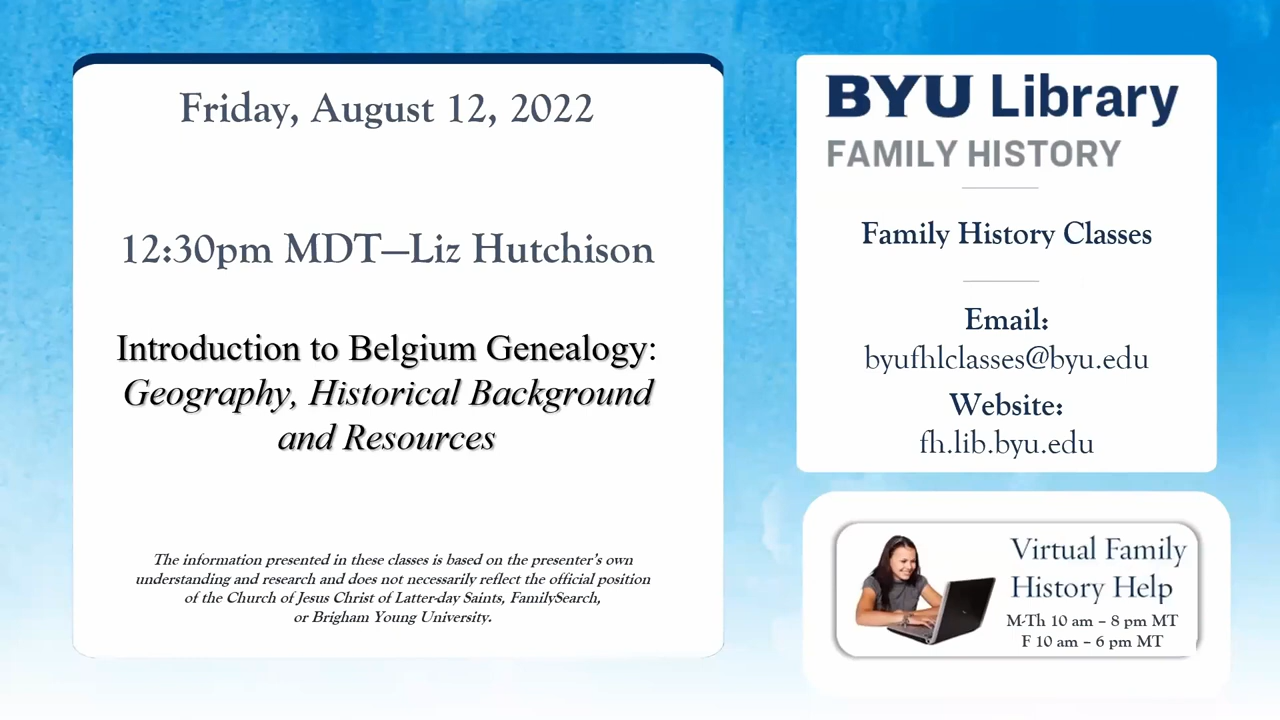 Friday, August 12, 2022
12:30pm MDT—Liz Hutchison
Introduction to Belgium Genealogy:
Geography, Historical Background
and Resources
The information presented in these classes is based on the presenter's own
understanding and research and does not necessarily reflect the official position
of the Church of Jesus Christ of Latter-day Saints, FamilySearch,
or Brigham Young University.
BYU Library
FAMILY HISTORY
Family History Classes
Email:
byufhlclasses@byu.edu
Website:
fh.lib.byu.edu
Virtual Family
History Help
M-Th 10 am – 8 pm MT
F 10 am – 6 pm MT